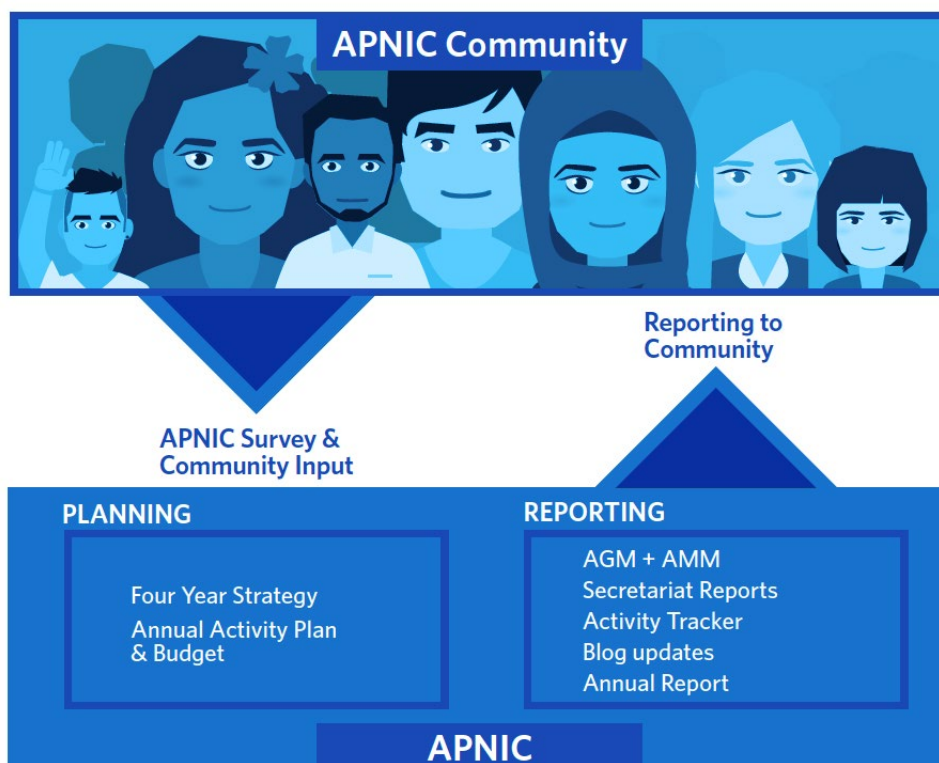 APNIC Community
Reporting to
Community
APNIC Survey &
Community Input
PLANNING
Four Year Strategy
Annual Activity Plan
& Budget
REPORTING
AGM + AMM
Secretariat Reports
Activity Tracker
Blog updates
Annual Report
APNIC